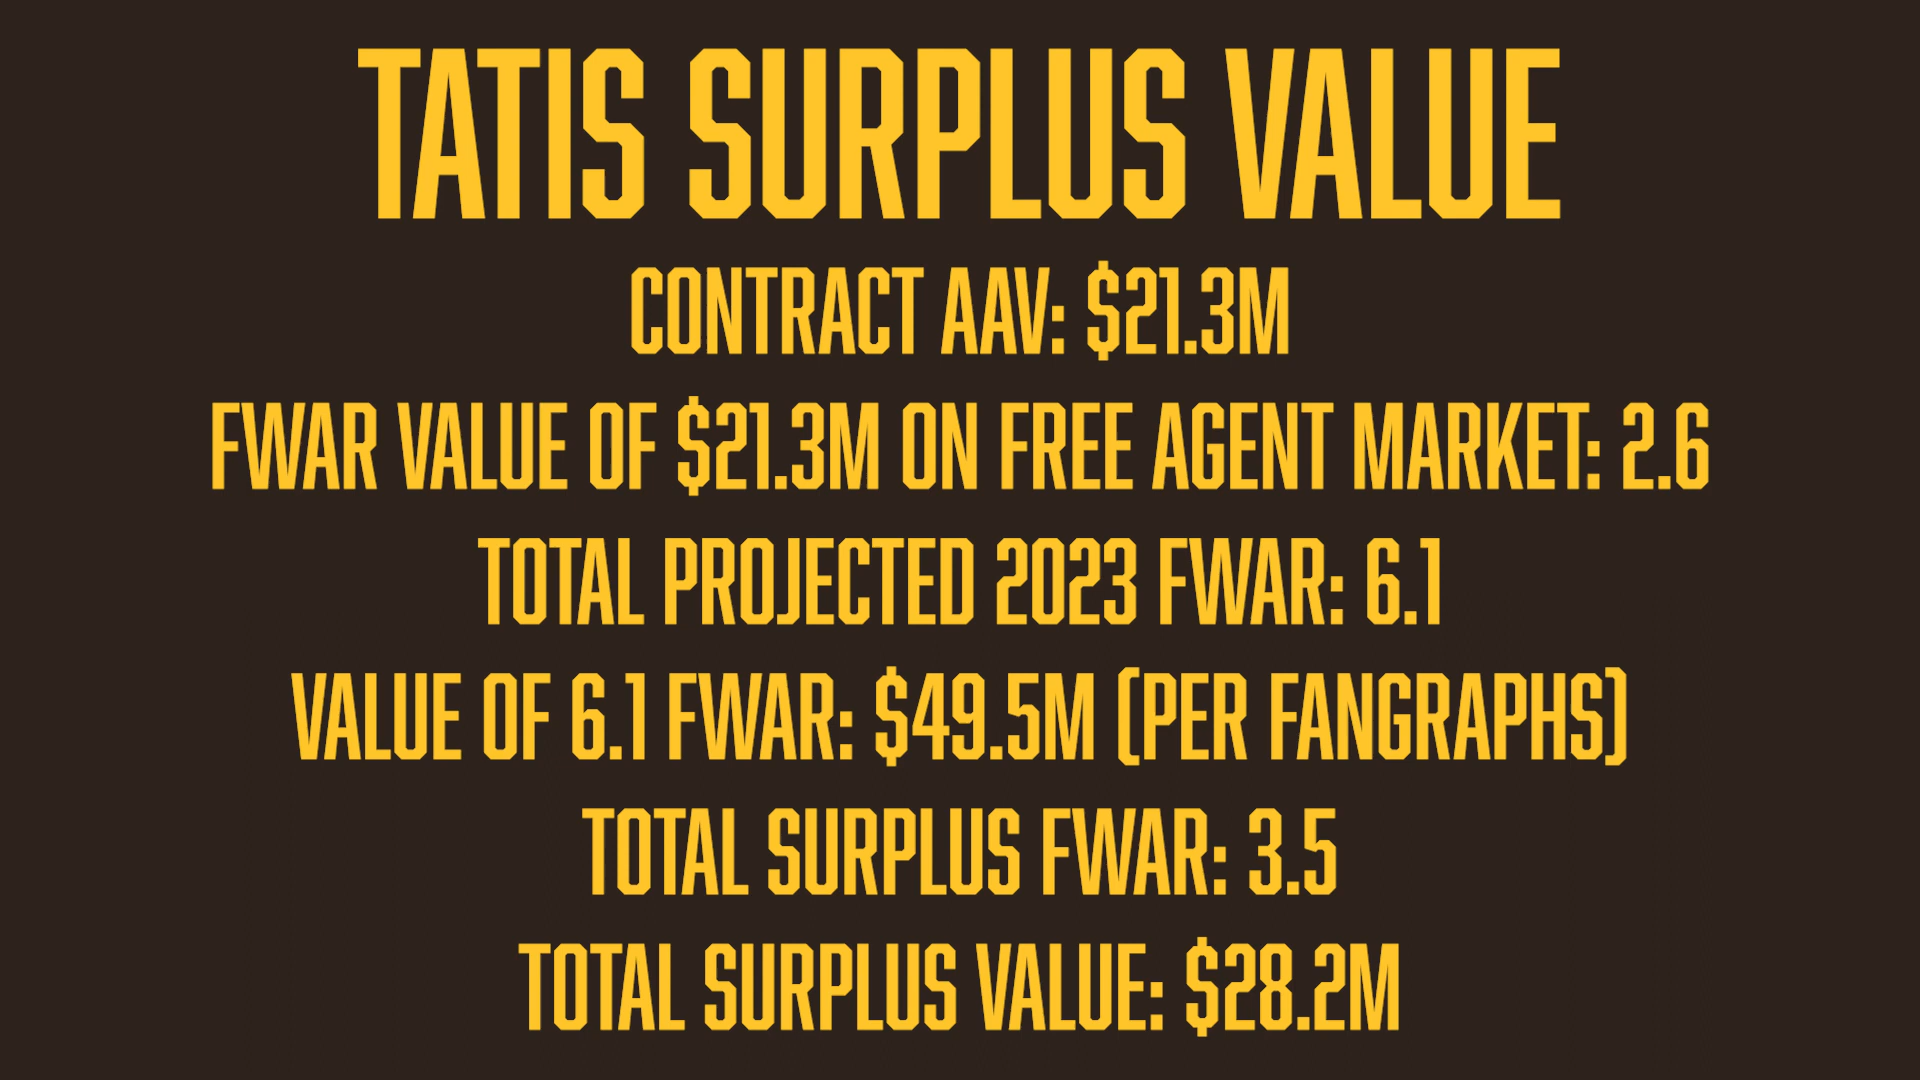 TATIS SURPLUS VALUE
CONTRACT AAV: $21.3M
FWAR VALUE OF $21.3M ON FREE AGENT MARKET: 2.6
TOTAL PROJECTED 2023 FWAR: 6.1
VALUE OF 6.1 FWAR: $49.5M (PER FANGRAPHS)
TOTAL SURPLUS FWAR: 3.5
TOTAL SURPLUS VALUE: $28.2M